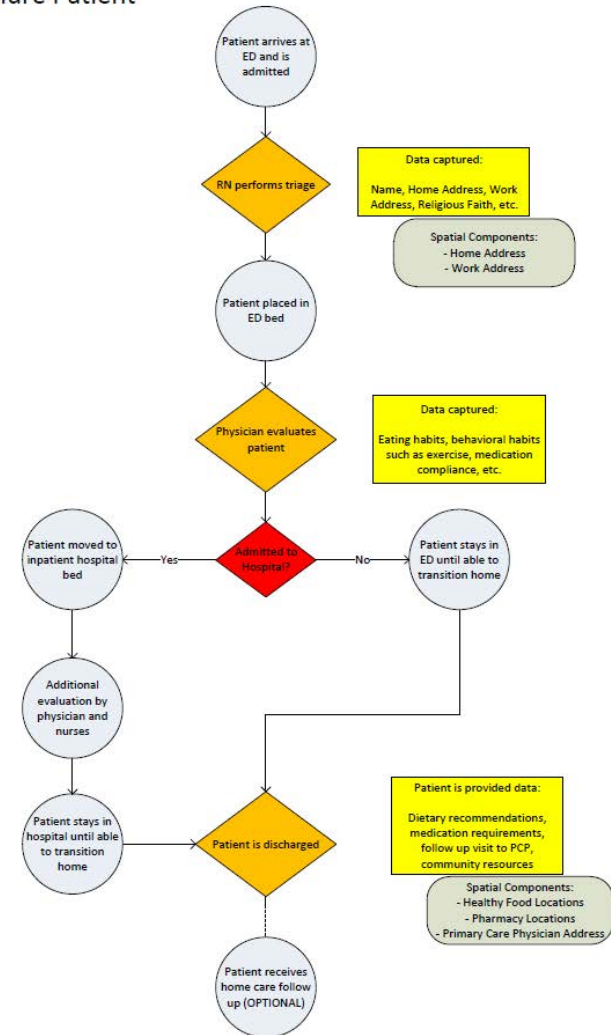 Patient
Patient arrives at
ED and is
admitted
RN performs triage
Data captured:
Name, Home Address, Work
Address, Religious Faith, etc.
Spatial Components:
- Home Address
- Work Address
Patient placed in
ED bed
Physician evaluates
patient
Data captured:
Eating habits, behavioral habits
such as exercise, medication
compliance, etc.
Patient moved to
inpatient hospital
bed
Yes
Admitted to
Hospital?
No
Patient stays in
ED until able to
transition home
Additional
evaluation by
physician and
nurses
Patient stays in
hospital until able
to transition
home
Patient is discharged
Patient is provided data:
Dietary recommendations,
medication requirements,
follow up visit to PCP,
community resources
Spatial Components:
- Healthy Food Locations
- Pharmacy Locations
- Primary Care Physician Address
Patient receives
home care follow
up (OPTIONAL)